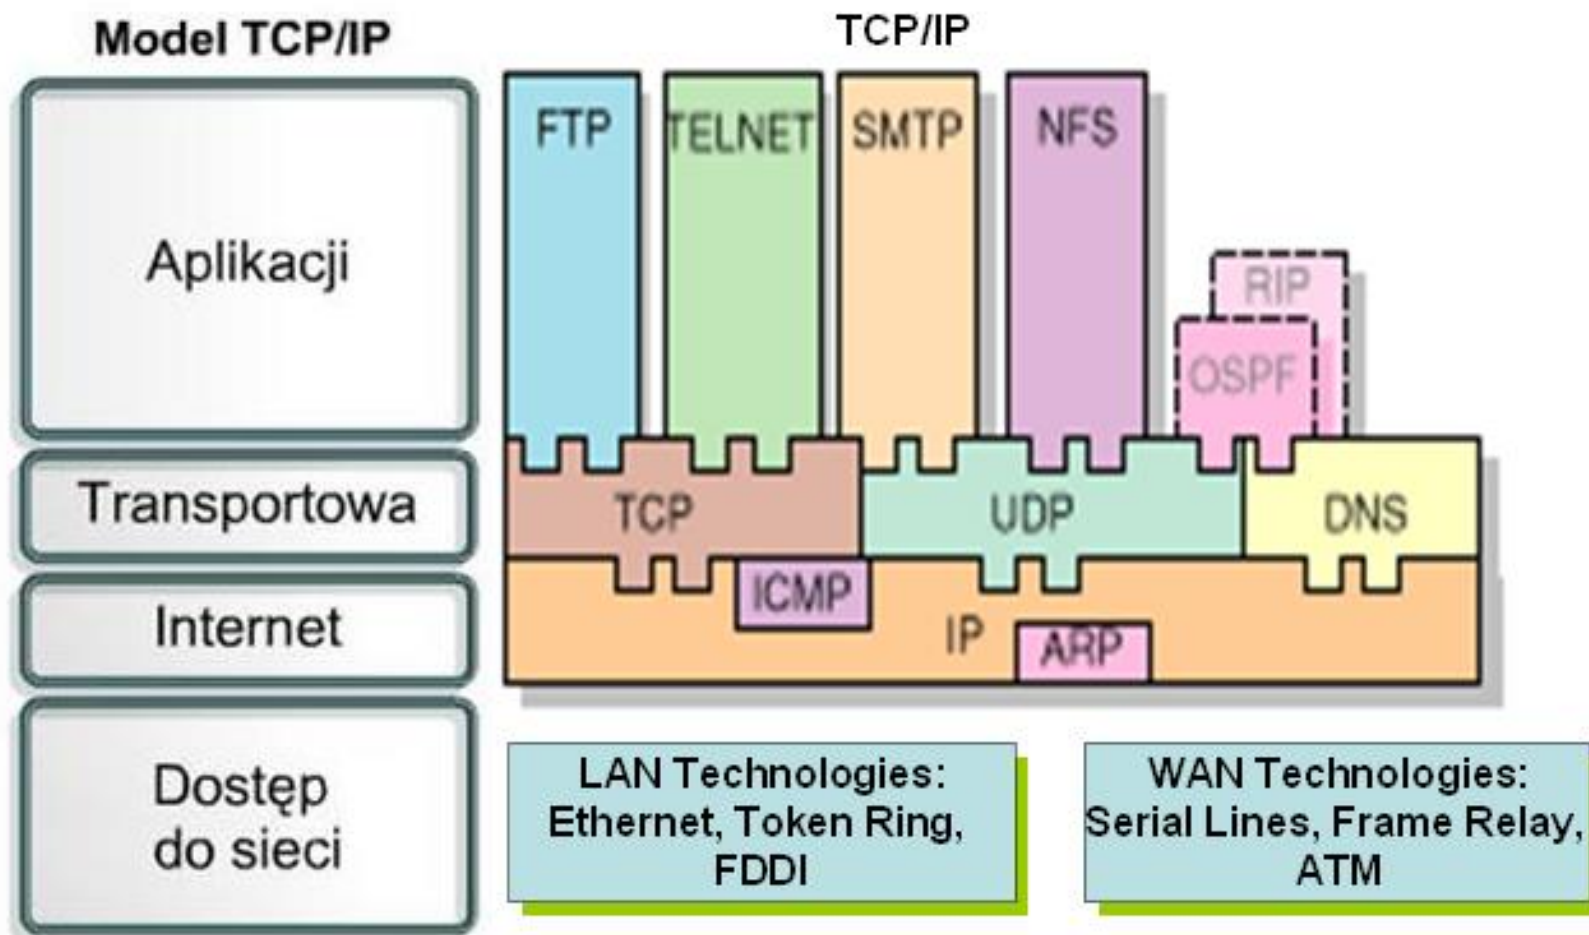 Model TCP/IP
TCP/IP
Aplikacji
FTP
TELNET
SMTP
NFS
RIP
OSPF
Transportowa
TCP
UDP
DNS
Internet
ICMP
IP
ARP
Dostęp
do sieci
LAN Technologies:
Ethernet, Token Ring,
FDDI
WAN Technologies:
Serial Lines, Frame Relay,
ATM